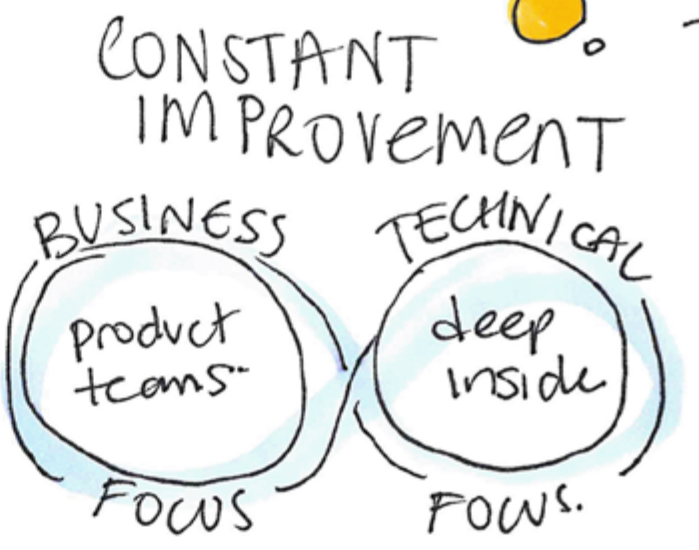 CONSTANT
IMPROVEMENT
BUSINESS
product
teams
FOCUS
TECHNICAL
deep
inside
FOCUS.